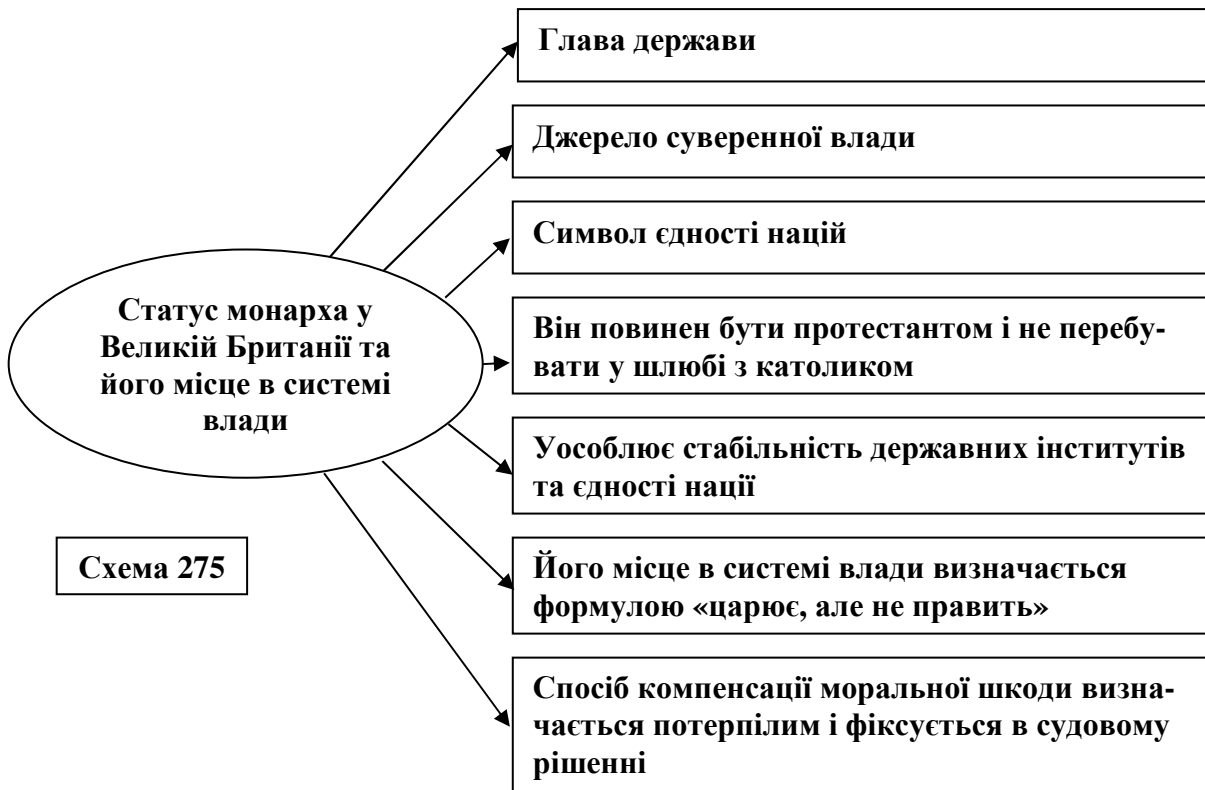 Глава держави
Джерело суверенної влади
Символ єдності націй
Статус монарха у
Великій Британії та
його місце в системі
влади
Він повинен бути протестантом і не перебу-
вати у шлюбі з католиком
Уособлює стабільність державних інститутів
та єдності нації
Схема 275
Його місце в системі влади визначається
формулою «царює, але не править»
Спосіб компенсації моральної шкоди визна-
чається потерпілим і фіксується в судовому
рішенні